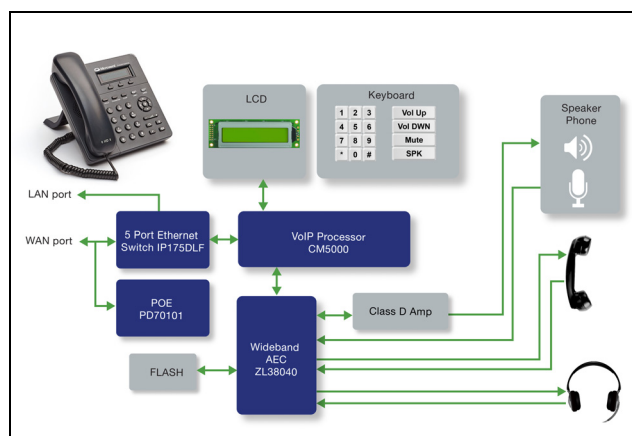 LCD
Keyboard
1 2 3 Vol Up
4 5 6 Vol DWN
7 8 9 Mute
* 0 # SPK
Speaker
Phone
LAN port
WAN port
5 Port Ethernet
Switch IP175DLF
VoIP Processor
CM5000
POE
PD70101
Class D Amp
Wideband
AEC
ZL38040
FLASH